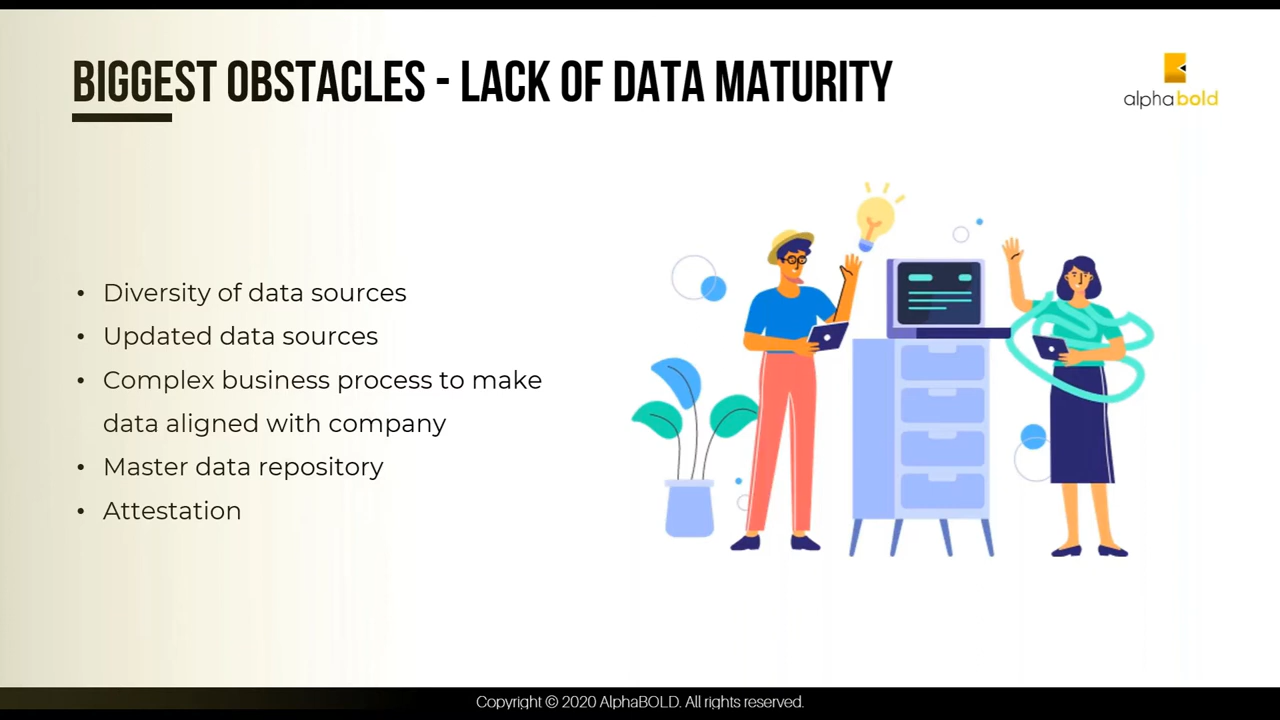 BIGGEST OBSTACLES - LACK OF DATA MATURITY
alphabold
• Diversity of data sources
• Updated data sources
• Complex business process to make
data aligned with company
• Master data repository
• Attestation
Copyright © 2020 AlphaBOLD. All rights reserved.